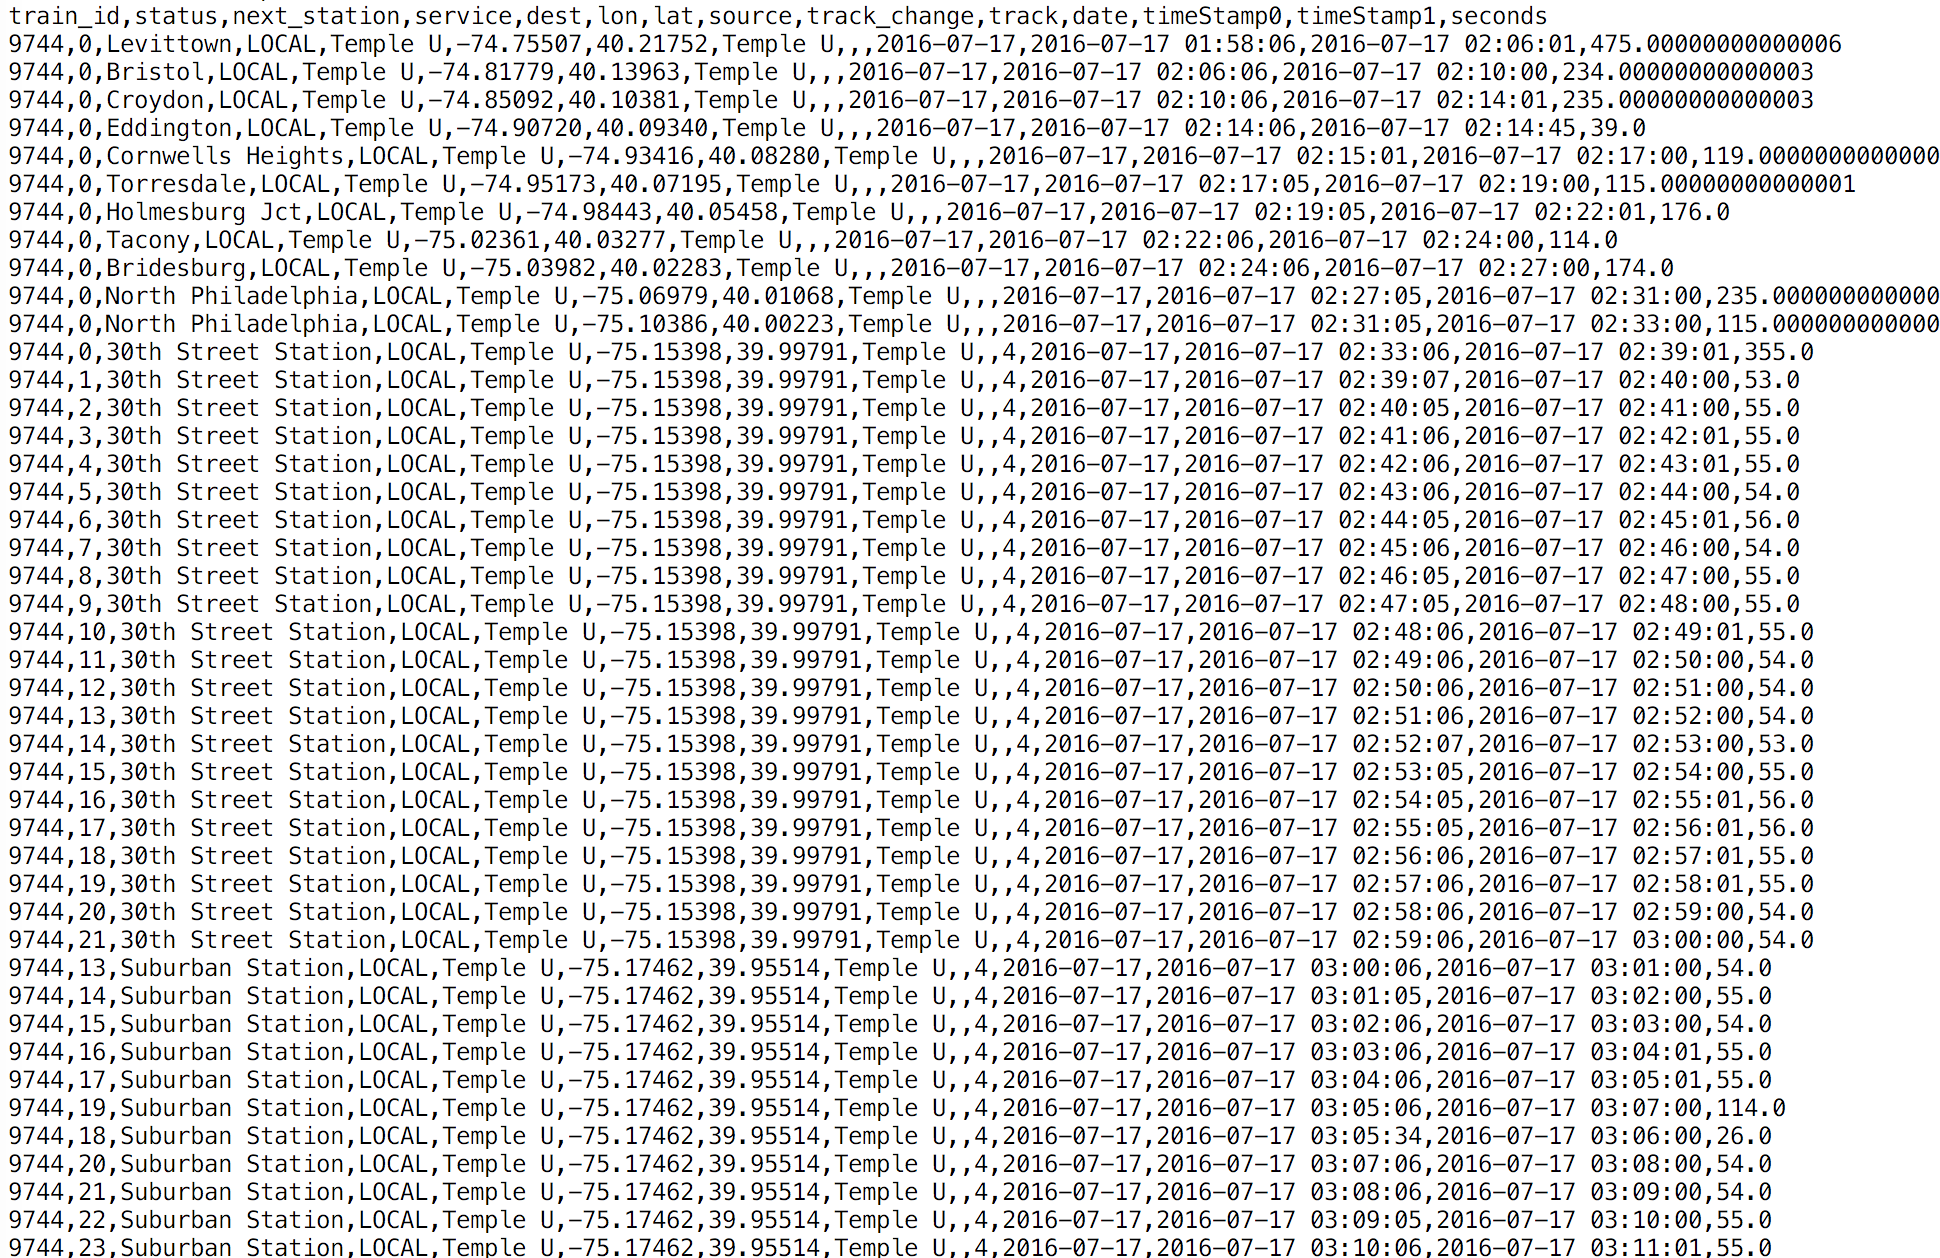 train_id,status,next_station,service,dest,lon,lat,source,track_change,track,date,timeStamp0,timeStamp1,seconds
9744,0,Levittown,LOCAL,Temple U,-74.75507,40.21752,Temple U,,,2016-07-17,2016-07-17 01:58:06,2016-07-17 02:06:01,475.00000000000006
9744,0,Bristol,LOCAL,Temple U,-74.81779,40.13963,Temple U,,,2016-07-17,2016-07-17 02:06:06,2016-07-17 02:10:00,234.00000000000003
9744,0,Croydon,LOCAL,Temple U,-74.85092,40.10381,Temple U,,,2016-07-17,2016-07-17 02:10:06,2016-07-17 02:14:01,235.00000000000003
9744,0,Eddington,LOCAL,Temple U,-74.90720,40.09340,Temple U,,,2016-07-17,2016-07-17 02:14:06,2016-07-17 02:14:45,39.0
9744,0,Cornwells Heights,LOCAL,Temple U,-74.93416,40.08280,Temple U,,,2016-07-17,2016-07-17 02:15:01,2016-07-17 02:17:00,119.0000000000000
9744,0,Torresdale,LOCAL,Temple U,-74.95173,40.07195,Temple U,,,2016-07-17,2016-07-17 02:17:05,2016-07-17 02:19:00,115.00000000000001
9744,0,Holmesburg Jct,LOCAL,Temple U,-74.98443,40.05458,Temple U,,,2016-07-17,2016-07-17 02:19:05,2016-07-17 02:22:01,176.0
9744,0,Tacony,LOCAL,Temple U,-75.02361,40.03277,Temple U,,,2016-07-17,2016-07-17 02:22:06,2016-07-17 02:24:00,114.0
9744,0,Bridesburg,LOCAL,Temple U,-75.03982,40.02283,Temple U,,,2016-07-17,2016-07-17 02:24:06,2016-07-17 02:27:00,174.0
9744,0,North Philadelphia,LOCAL,Temple U,-75.06979,40.01068,Temple U,,,2016-07-17,2016-07-17 02:27:05,2016-07-17 02:31:00,235.000000000000
9744,0,North Philadelphia,LOCAL,Temple U,-75.10386,40.00223,Temple U,,,2016-07-17,2016-07-17 02:31:05,2016-07-17 02:33:00,115.000000000000
9744,0,30th Street Station,LOCAL,Temple U,-75.15398,39.99791,Temple U,,4,2016-07-17,2016-07-17 02:33:06,2016-07-17 02:39:01,355.0
9744,1,30th Street Station,LOCAL,Temple U,-75.15398,39.99791,Temple U,,4,2016-07-17,2016-07-17 02:39:07,2016-07-17 02:40:00,53.0
9744,2,30th Street Station,LOCAL,Temple U,-75.15398,39.99791,Temple U,,4,2016-07-17,2016-07-17 02:40:05,2016-07-17 02:41:00,55.0
9744,3,30th Street Station,LOCAL,Temple U,-75.15398,39.99791,Temple U,,4,2016-07-17,2016-07-17 02:41:06,2016-07-17 02:42:01,55.0
9744,4,30th Street Station,LOCAL,Temple U,-75.15398,39.99791,Temple U,,4,2016-07-17,2016-07-17 02:42:06,2016-07-17 02:43:01,55.0
9744,5,30th Street Station,LOCAL,Temple U,-75.15398,39.99791,Temple U,,4,2016-07-17,2016-07-17 02:43:06,2016-07-17 02:44:00,54.0
9744,6,30th Street Station,LOCAL,Temple U,-75.15398,39.99791,Temple U,,4,2016-07-17,2016-07-17 02:44:05,2016-07-17 02:45:01,56.0
9744,7,30th Street Station,LOCAL,Temple U,-75.15398,39.99791,Temple U,,4,2016-07-17,2016-07-17 02:45:06,2016-07-17 02:46:00,54.0
9744,8,30th Street Station,LOCAL,Temple U,-75.15398,39.99791,Temple U,,4,2016-07-17,2016-07-17 02:46:05,2016-07-17 02:47:00,55.0
9744,9,30th Street Station,LOCAL,Temple U,-75.15398,39.99791,Temple U,,4,2016-07-17,2016-07-17 02:47:05,2016-07-17 02:48:00,55.0
9744,10,30th Street Station,LOCAL,Temple U,-75.15398,39.99791,Temple U,,4,2016-07-17,2016-07-17 02:48:06,2016-07-17 02:49:01,55.0
9744,11,30th Street Station,LOCAL,Temple U,-75.15398,39.99791,Temple U,,4,2016-07-17,2016-07-17 02:49:06,2016-07-17 02:50:00,54.0
9744,12,30th Street Station,LOCAL,Temple U,-75.15398,39.99791,Temple U,,4,2016-07-17,2016-07-17 02:50:06,2016-07-17 02:51:00,54.0
9744,13,30th Street Station,LOCAL,Temple U,-75.15398,39.99791,Temple U,,4,2016-07-17,2016-07-17 02:51:06,2016-07-17 02:52:00,54.0
9744,14,30th Street Station,LOCAL,Temple U,-75.15398,39.99791,Temple U,,4,2016-07-17,2016-07-17 02:52:07,2016-07-17 02:53:00,53.0
9744,15,30th Street Station,LOCAL,Temple U,-75.15398,39.99791,Temple U,,4,2016-07-17,2016-07-17 02:53:05,2016-07-17 02:54:00,55.0
9744,16,30th Street Station,LOCAL,Temple U,-75.15398,39.99791,Temple U,,4,2016-07-17,2016-07-17 02:54:05,2016-07-17 02:55:01,56.0
9744,17,30th Street Station,LOCAL,Temple U,-75.15398,39.99791,Temple U,,4,2016-07-17,2016-07-17 02:55:05,2016-07-17 02:56:01,56.0
9744,18,30th Street Station,LOCAL,Temple U,-75.15398,39.99791,Temple U,,4,2016-07-17,2016-07-17 02:56:06,2016-07-17 02:57:01,55.0
9744,19,30th Street Station,LOCAL,Temple U,-75.15398,39.99791,Temple U,,4,2016-07-17,2016-07-17 02:57:06,2016-07-17 02:58:01,55.0
9744,20,30th Street Station,LOCAL,Temple U,-75.15398,39.99791,Temple U,,4,2016-07-17,2016-07-17 02:58:06,2016-07-17 02:59:00,54.0
9744,21,30th Street Station,LOCAL,Temple U,-75.15398,39.99791,Temple U,,4,2016-07-17,2016-07-17 02:59:06,2016-07-17 03:00:00,54.0
9744,13,Suburban Station,LOCAL,Temple U,-75.17462,39.95514,Temple U,,4,2016-07-17,2016-07-17 03:00:06,2016-07-17 03:01:00,54.0
9744,14,Suburban Station,LOCAL,Temple U,-75.17462,39.95514,Temple U,,4,2016-07-17,2016-07-17 03:01:05,2016-07-17 03:02:00,55.0
9744,15,Suburban Station,LOCAL,Temple U,-75.17462,39.95514,Temple U,,4,2016-07-17,2016-07-17 03:02:06,2016-07-17 03:03:00,54.0
9744,16,Suburban Station,LOCAL,Temple U,-75.17462,39.95514,Temple U,,4,2016-07-17,2016-07-17 03:03:06,2016-07-17 03:04:01,55.0
9744,17,Suburban Station,LOCAL,Temple U,-75.17462,39.95514,Temple U,,4,2016-07-17,2016-07-17 03:04:06,2016-07-17 03:05:01,55.0
9744,19,Suburban Station,LOCAL,Temple U,-75.17462,39.95514,Temple U,,4,2016-07-17,2016-07-17 03:05:06,2016-07-17 03:07:00,114.0
9744,18,Suburban Station,LOCAL,Temple U,-75.17462,39.95514,Temple U,,4,2016-07-17,2016-07-17 03:05:34,2016-07-17 03:06:00,26.0
9744,20,Suburban Station,LOCAL,Temple U,-75.17462,39.95514,Temple U,,4,2016-07-17,2016-07-17 03:07:06,2016-07-17 03:08:00,54.0
9744,21,Suburban Station,LOCAL,Temple U,-75.17462,39.95514,Temple U,,4,2016-07-17,2016-07-17 03:08:06,2016-07-17 03:09:00,54.0
9744,22,Suburban Station,LOCAL,Temple U,-75.17462,39.95514,Temple U,,4,2016-07-17,2016-07-17 03:09:05,2016-07-17 03:10:00,55.0
9744,23,Suburban Station,LOCAL,Temple U,-75.17462,39.95514,Temple U,,4,2016-07-17,2016-07-17 03:10:06,2016-07-17 03:11:01,55.0